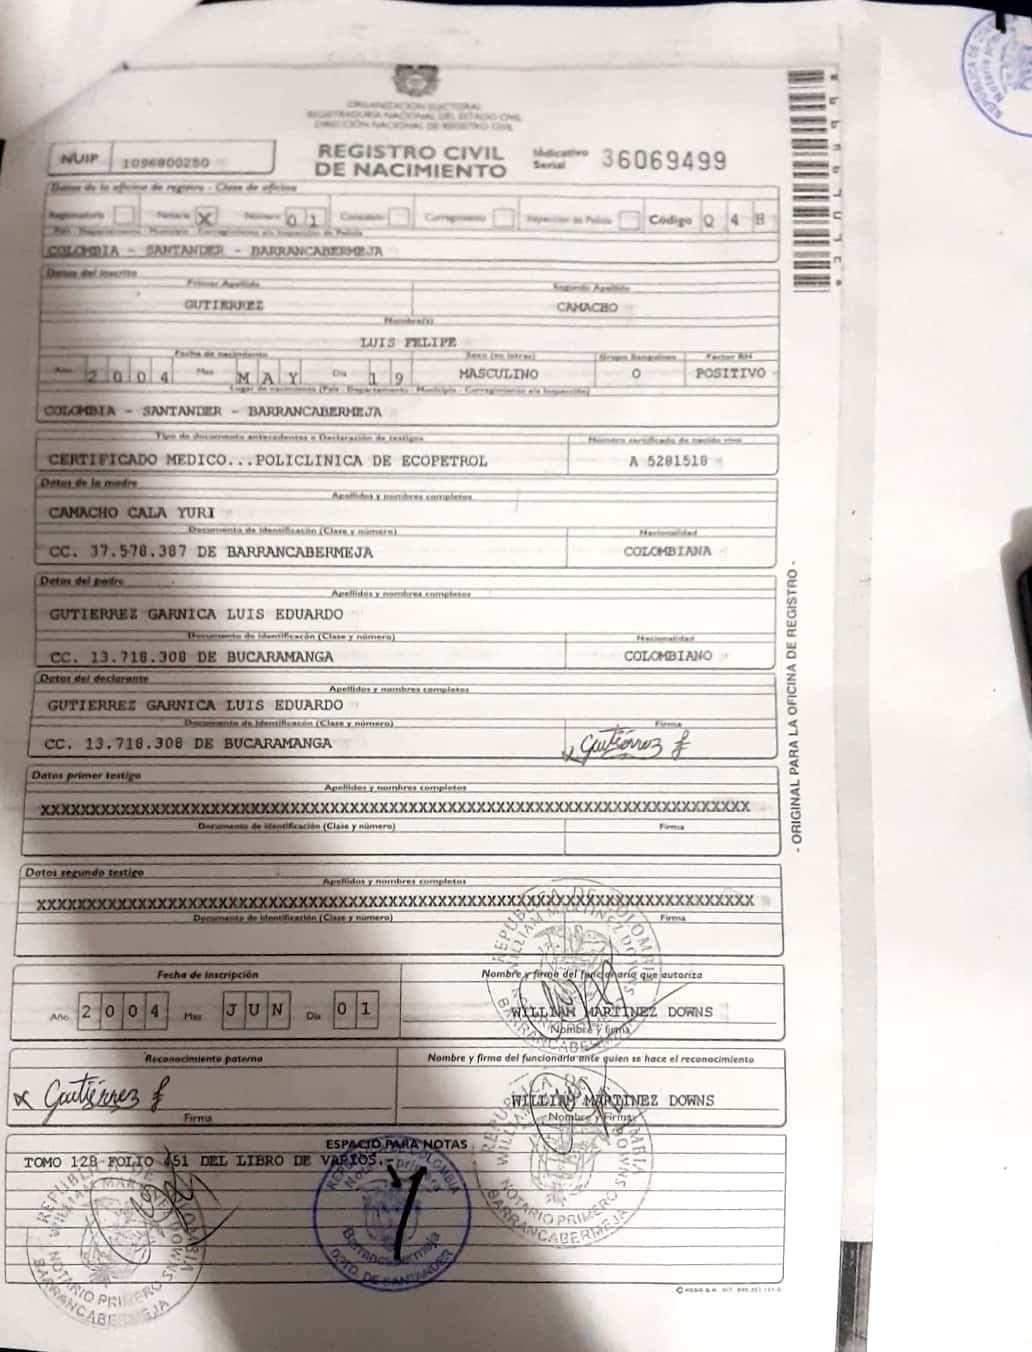 ORGANIZACION ELECTORAL
REGISTRADURIA NACIONAL DEL ESTADO CIVIL
DIRECCION NACIONAL DE REGISTRO CIVIL
NUIP 1096800250
REGISTRO CIVIL
DE NACIMIENTO
Indicativo
Serial 36069499
Datos de la oficina de registro - Clase de oficina
Registraduría Notaría X Número 0 1 Consulado Corregimiento Inspección de Policía Código Q 4 H
País - Departamento - Municipio - Corregimiento e/o Inspección de Policía
COLOMBIA - SANTANDER - BARRANCABERMEJA
Datos del inscrito
Primer Apellido Segundo Apellido
GUTIERREZ CAMACHO
Nombre(s)
LUIS FELIPE
Fecha de nacimiento Sexo (en letras) Grupo Sanguíneo Factor RH
Año 2 0 0 4 Mes M A Y Día 1 9 MASCULINO O POSITIVO
Lugar de nacimiento (País - Departamento - Municipio - Corregimiento e/o Inspección)
COLOMBIA - SANTANDER - BARRANCABERMEJA
Tipo de documento antecedente o Declaración de testigos Número certificado de nacido vivo
CERTIFICADO MEDICO...POLICLINICA DE ECOPETROL A 5281518
Datos de la madre
Apellidos y nombres completos
CAMACHO CALA YURI
Documento de Identificación (Clase y número) Nacionalidad
CC. 37.578.387 DE BARRANCABERMEJA COLOMBIANA
Datos del padre
Apellidos y nombres completos
GUTIERREZ GARNICA LUIS EDUARDO
Documento de Identificación (Clase y número) Nacionalidad
CC. 13.718.308 DE BUCARAMANGA COLOMBIANO
Datos del declarante
Apellidos y nombres completos
GUTIERREZ GARNICA LUIS EDUARDO
Documento de Identificación (Clase y número) Firma
CC. 13.718.308 DE BUCARAMANGA Gutiérrez
Datos primer testigo
Apellidos y nombres completos
XXXXXXXXXXXXXXXXXXXXXXXXXXXXXXXXXXXXXXXXXXXXXXXXXXXXXXXXXXXXXXXXXXXXXX
Documento de Identificación (Clase y número) Firma
Datos segundo testigo
Apellidos y nombres completos
XXXXXXXXXXXXXXXXXXXXXXXXXXXXXXXXXXXXXXXXXXXXXXXXXXXXXXXXXXXXXXXXXXXXXX
Documento de Identificación (Clase y número) Firma
Fecha de inscripción Nombre y firma del funcionario que autoriza
Año 2 0 0 4 Mes J U N Día 0 1 WILLIAM MARTINEZ DOWNS
Nombre y firma
Reconocimiento paterno Nombre y firma del funcionario ante quien se hace el reconocimiento
Gutiérrez WILLIAM MARTINEZ DOWNS
Firma Nombre y Firma
ESPACIO PARA NOTAS
TOMO 128 FOLIO 451 DEL LIBRO DE VARIOS.-
REPUBLICA DE COLOMBIA
WILLIAM MARTINEZ DOWNS
NOTARIO PRIMERO
BARRANCABERMEJA
Barrancabermeja
DPTO. DE SANTANDER
- ORIGINAL PARA LA OFICINA DE REGISTRO -